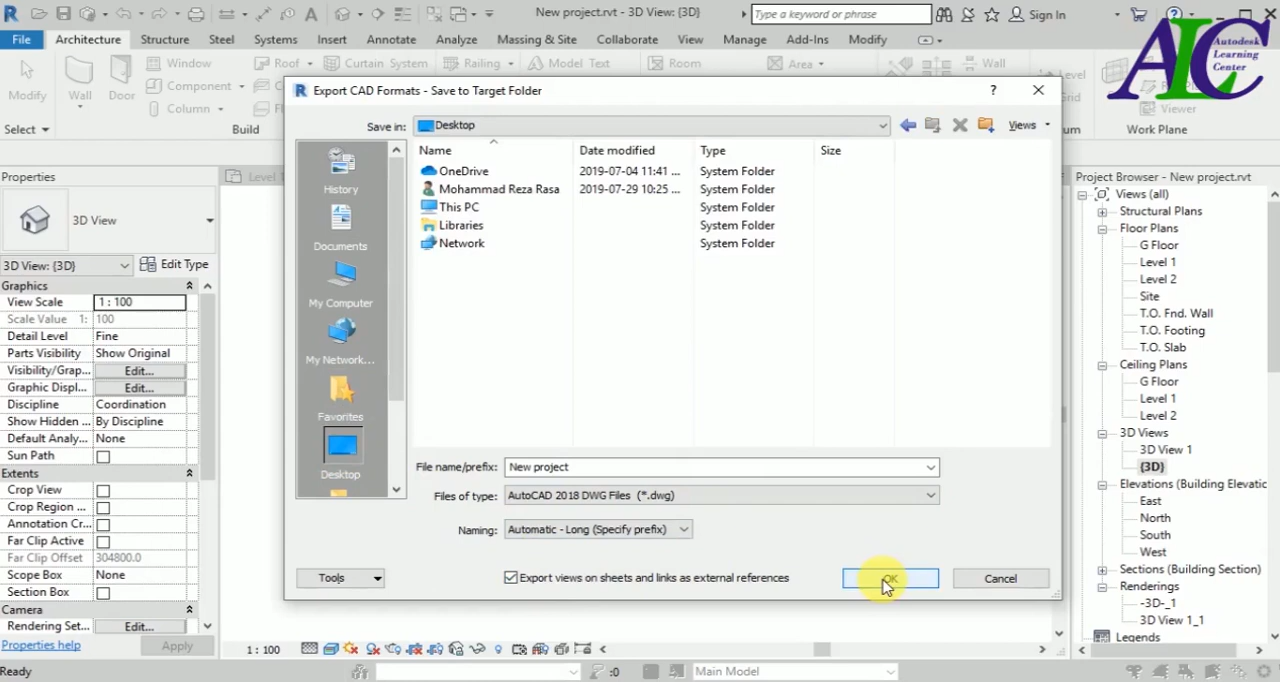 New project.rvt - 3D View: {3D}
Type a keyword or phrase
Sign In
File
Architecture
Structure
Steel
Systems
Insert
Annotate
Analyze
Massing & Site
Collaborate
View
Manage
Add-Ins
Modify
ALC
Autodesk
Learning
Center
Modify
Wall
Door
Window
Component
Column
Roof
Curtain System
Railing
Model Text
Room
Area
Wall
Level
Grid
Viewer
Select
Build
Work Plane
Export CAD Formats - Save to Target Folder
Save in:
Desktop
Views
Name
Date modified
Type
Size
OneDrive
2019-07-04 11:41 ...
System Folder
Mohammad Reza Rasa
2019-07-29 10:25 ...
System Folder
This PC
System Folder
Libraries
System Folder
Network
System Folder
History
Documents
My Computer
My Network...
Favorites
Desktop
File name/prefix:
New project
Files of type:
AutoCAD 2018 DWG Files (*.dwg)
Naming:
Automatic - Long (Specify prefix)
Tools
Export views on sheets and links as external references
OK
Cancel
Properties
3D View
3D View: {3D}
Edit Type
Graphics
View Scale
1 : 100
Scale Value 1:
100
Detail Level
Fine
Parts Visibility
Show Original
Visibility/Grap...
Edit...
Graphic Displ...
Edit...
Discipline
Coordination
Show Hidden
By Discipline
Default Analy...
None
Sun Path
Extents
Crop View
Crop Region ...
Annotation Cr...
Far Clip Active
Far Clip Offset
304800.0
Scope Box
None
Section Box
Camera
Rendering Set...
Edit...
Properties help
Apply
Level 1
Project Browser - New project.rvt
Views (all)
Structural Plans
Floor Plans
G Floor
Level 1
Level 2
Site
T.O. Fnd. Wall
T.O. Footing
T.O. Slab
Ceiling Plans
G Floor
Level 1
Level 2
3D Views
3D View 1
{3D}
Elevations (Building Elevatic
East
North
South
West
Sections (Building Section)
Renderings
-3D-_1
3D View 1_1
Legends
1 : 100
Ready
:0
Main Model